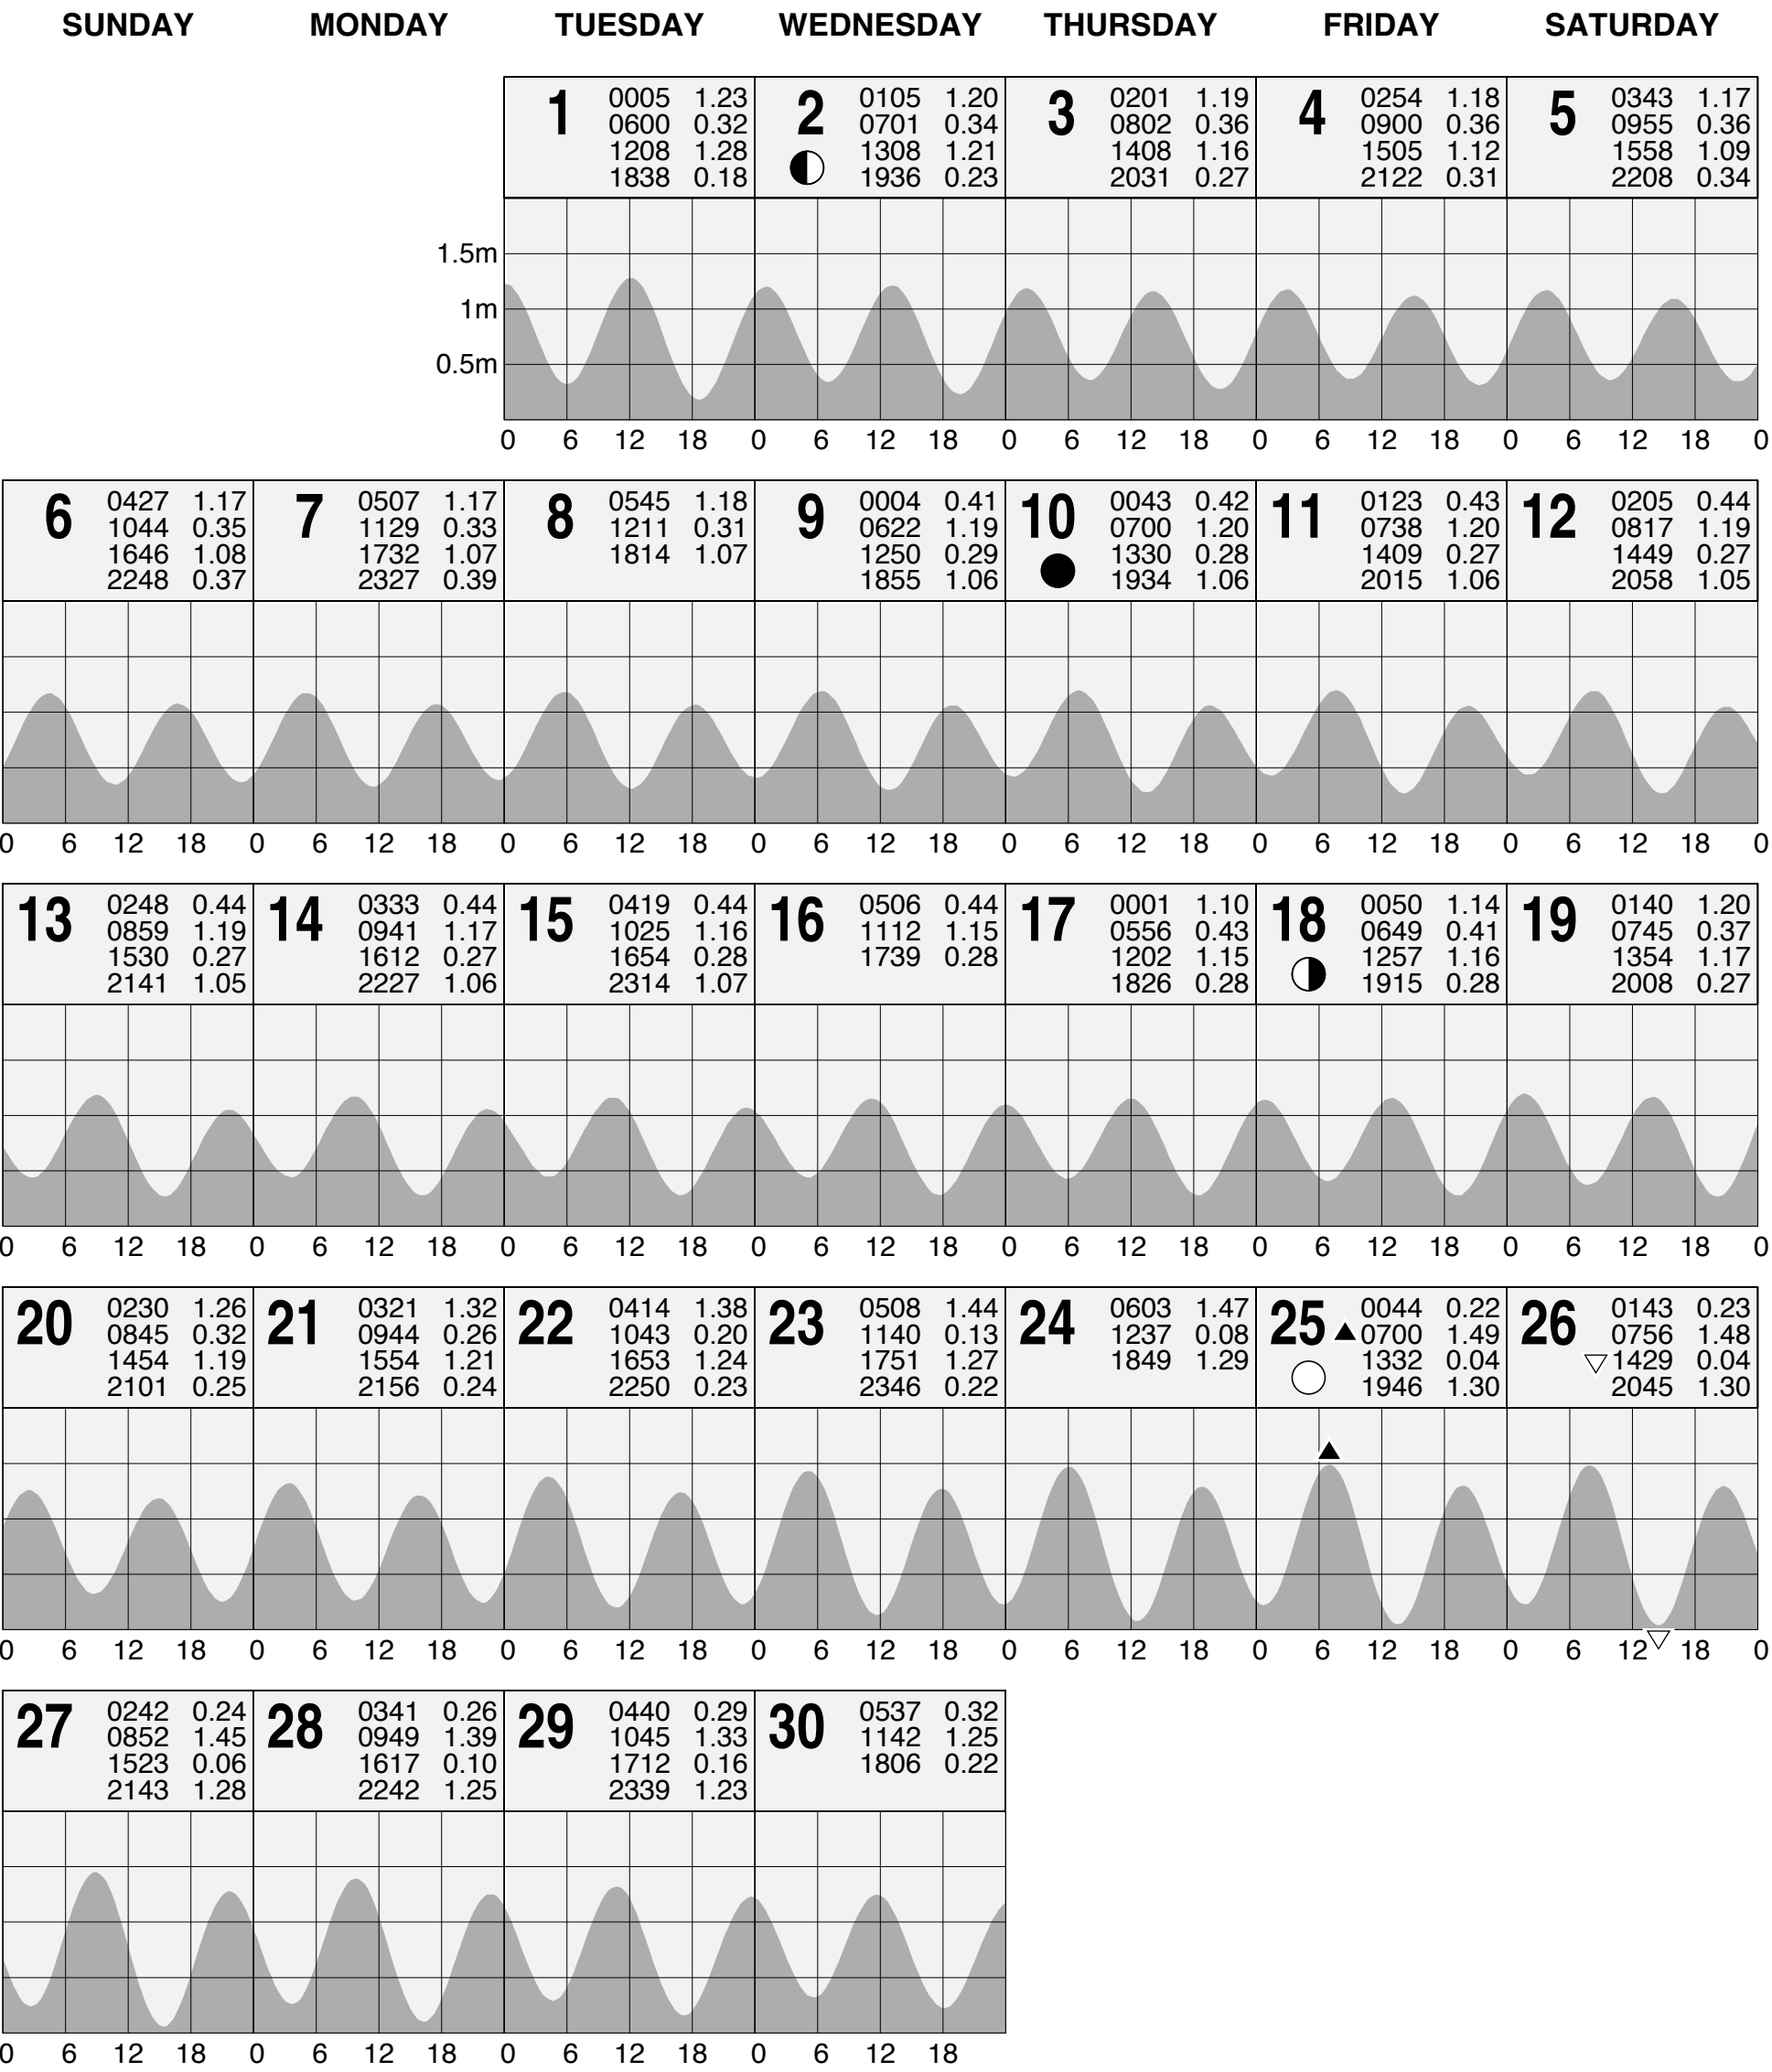 SUNDAY MONDAY TUESDAY WEDNESDAY THURSDAY FRIDAY SATURDAY
1 0005 1.23 2 0105 1.20 3 0201 1.19 4 0254 1.18 5 0343 1.17
0600 0.32 0701 0.34 0802 0.36 0900 0.36 0955 0.36
1208 1.28 1308 1.21 1408 1.16 1505 1.12 1558 1.09
1838 0.18 1936 0.23 2031 0.27 2122 0.31 2208 0.34
1.5m
1m
0.5m
0 6 12 18 0 6 12 18 0 6 12 18 0 6 12 18 0 6 12 18 0
6 0427 1.17 7 0507 1.17 8 0545 1.18 9 0004 0.41 10 0043 0.42 11 0123 0.43 12 0205 0.44
1044 0.35 1129 0.33 1211 0.31 0622 1.19 0700 1.20 0738 1.20 0817 1.19
1646 1.08 1732 1.07 1814 1.07 1250 0.29 1330 0.28 1409 0.27 1449 0.27
2248 0.37 2327 0.39 1855 1.06 1934 1.06 2015 1.06 2058 1.05
0 6 12 18 0 6 12 18 0 6 12 18 0 6 12 18 0 6 12 18 0 6 12 18 0 6 12 18 0
13 0248 0.44 14 0333 0.44 15 0419 0.44 16 0506 0.44 17 0001 1.10 18 0050 1.14 19 0140 1.20
0859 1.19 0941 1.17 1025 1.16 1112 1.15 0556 0.43 0649 0.41 0745 0.37
1530 0.27 1612 0.27 1654 0.28 1739 0.28 1202 1.15 1257 1.16 1354 1.17
2141 1.05 2227 1.06 2314 1.07 1826 0.28 1915 0.28 2008 0.27
0 6 12 18 0 6 12 18 0 6 12 18 0 6 12 18 0 6 12 18 0 6 12 18 0 6 12 18 0
20 0230 1.26 21 0321 1.32 22 0414 1.38 23 0508 1.44 24 0603 1.47 25 0044 0.22 26 0143 0.23
0845 0.32 0944 0.26 1043 0.20 1140 0.13 1237 0.08 0700 1.49 0756 1.48
1454 1.19 1554 1.21 1653 1.24 1751 1.27 1849 1.29 1332 0.04 1429 0.04
2101 0.25 2156 0.24 2250 0.23 2346 0.22 1946 1.30 2045 1.30
0 6 12 18 0 6 12 18 0 6 12 18 0 6 12 18 0 6 12 18 0 6 12 18 0 6 12 18 0
27 0242 0.24 28 0341 0.26 29 0440 0.29 30 0537 0.32
0852 1.45 0949 1.39 1045 1.33 1142 1.25
1523 0.06 1617 0.10 1712 0.16 1806 0.22
2143 1.28 2242 1.25 2339 1.23
0 6 12 18 0 6 12 18 0 6 12 18 0 6 12 18